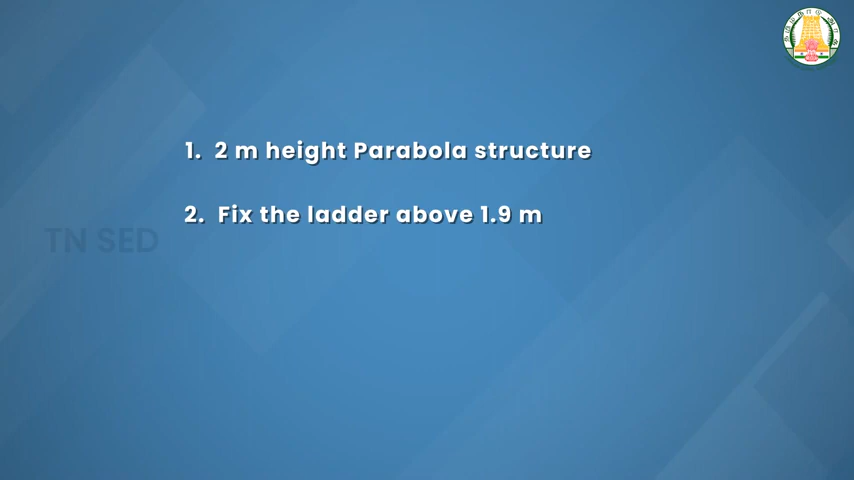 1. 2 m height Parabola structure
2. Fix the ladder above 1.9 m
TN SED